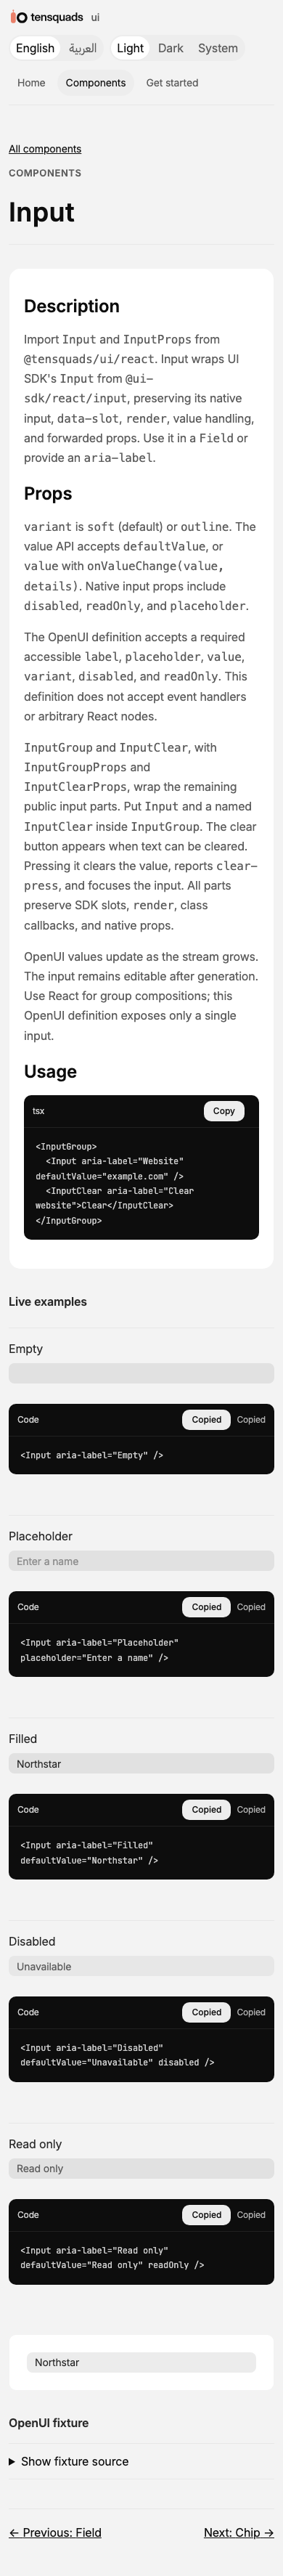 tensquads ui
English العربية Light Dark System
Home Components Get started
All components
COMPONENTS
Input
Description
Import Input and InputProps from
@tensquads/ui/react. Input wraps UI
SDK's Input from @ui-
sdk/react/input, preserving its native
input, data-slot, render, value handling,
and forwarded props. Use it in a Field or
provide an aria-label.
Props
variant is soft (default) or outline. The
value API accepts defaultValue, or
value with onValueChange(value,
details). Native input props include
disabled, readOnly, and placeholder.
The OpenUI definition accepts a required
accessible label, placeholder, value,
variant, disabled, and readOnly. This
definition does not accept event handlers
or arbitrary React nodes.
InputGroup and InputClear, with
InputGroupProps and
InputClearProps, wrap the remaining
public input parts. Put Input and a named
InputClear inside InputGroup. The clear
button appears when text can be cleared.
Pressing it clears the value, reports clear-
press, and focuses the input. All parts
preserve SDK slots, render, class
callbacks, and native props.
OpenUI values update as the stream grows.
The input remains editable after generation.
Use React for group compositions; this
OpenUI definition exposes only a single
input.
Usage
tsx Copy
<InputGroup>
<Input aria-label="Website"
defaultValue="example.com" />
<InputClear aria-label="Clear
website">Clear</InputClear>
</InputGroup>
Live examples
Empty
Code Copied Copied
<Input aria-label="Empty" />
Placeholder
Enter a name
Code Copied Copied
<Input aria-label="Placeholder"
placeholder="Enter a name" />
Filled
Northstar
Code Copied Copied
<Input aria-label="Filled"
defaultValue="Northstar" />
Disabled
Unavailable
Code Copied Copied
<Input aria-label="Disabled"
defaultValue="Unavailable" disabled />
Read only
Read only
Code Copied Copied
<Input aria-label="Read only"
defaultValue="Read only" readOnly />
Northstar
OpenUI fixture
▶ Show fixture source
← Previous: Field Next: Chip →